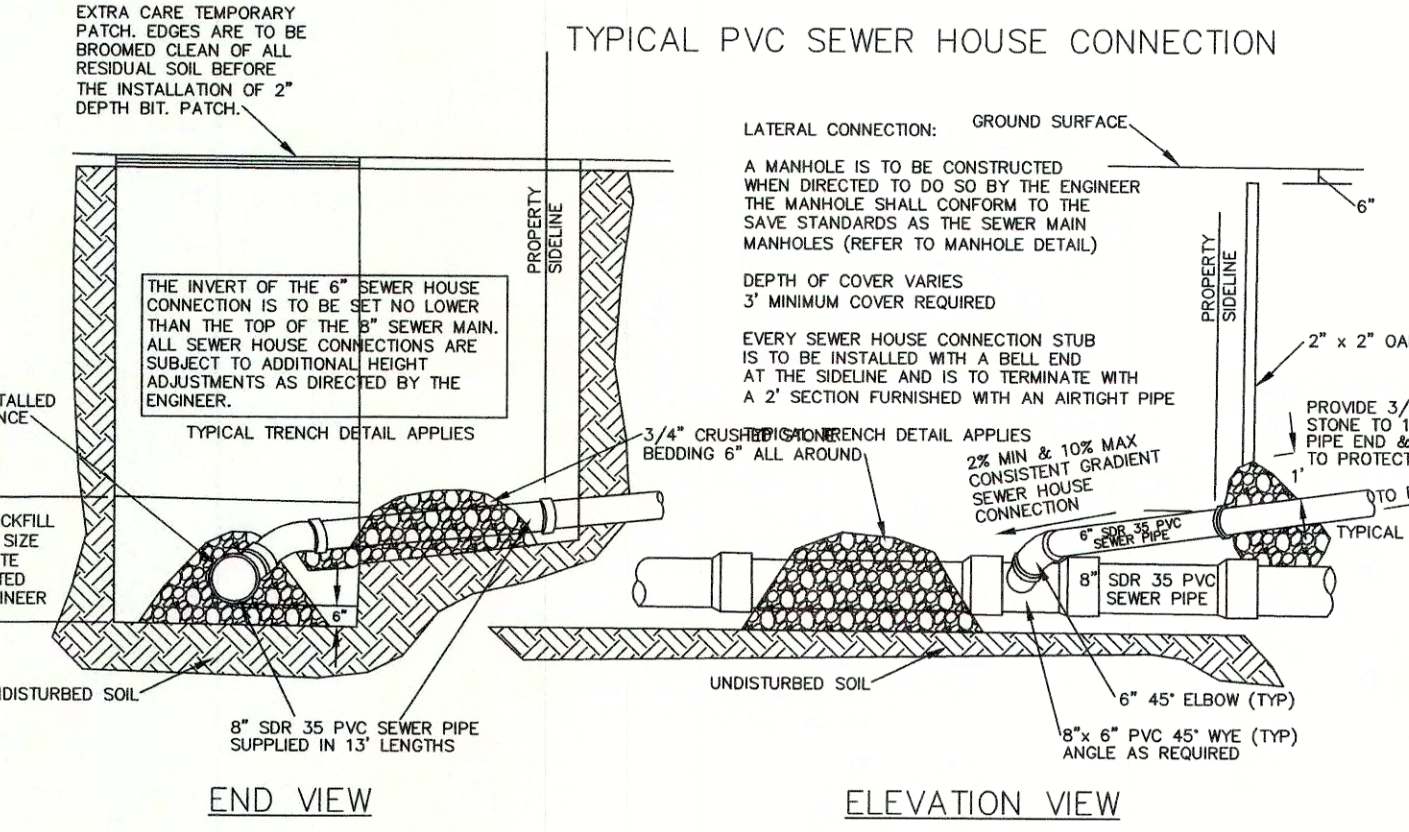 EXTRA CARE TEMPORARY
PATCH. EDGES ARE TO BE
BROOMED CLEAN OF ALL
RESIDUAL SOIL BEFORE
THE INSTALLATION OF 2"
DEPTH BIT. PATCH.
TYPICAL PVC SEWER HOUSE CONNECTION
PROPERTY
SIDELINE
THE INVERT OF THE 6" SEWER HOUSE
CONNECTION IS TO BE SET NO LOWER
THAN THE TOP OF THE 8" SEWER MAIN.
ALL SEWER HOUSE CONNECTIONS ARE
SUBJECT TO ADDITIONAL HEIGHT
ADJUSTMENTS AS DIRECTED BY THE
ENGINEER.
TYPICAL TRENCH DETAIL APPLIES
TALLED
NCE
CKFILL
SIZE
TE
TED
INEER
6"
NDISTURBED SOIL
8" SDR 35 PVC SEWER PIPE
SUPPLIED IN 13' LENGTHS
END VIEW
LATERAL CONNECTION:
GROUND SURFACE
A MANHOLE IS TO BE CONSTRUCTED
WHEN DIRECTED TO DO SO BY THE ENGINEER
THE MANHOLE SHALL CONFORM TO THE
SAVE STANDARDS AS THE SEWER MAIN
MANHOLES (REFER TO MANHOLE DETAIL)
DEPTH OF COVER VARIES
3' MINIMUM COVER REQUIRED
EVERY SEWER HOUSE CONNECTION STUB
IS TO BE INSTALLED WITH A BELL END
AT THE SIDELINE AND IS TO TERMINATE WITH
A 2' SECTION FURNISHED WITH AN AIRTIGHT PIPE
TYPICAL TRENCH DETAIL APPLIES
3/4" CRUSHED STONE
BEDDING 6" ALL AROUND
2% MIN & 10% MAX
CONSISTENT GRADIENT
SEWER HOUSE
CONNECTION
6"
PROPERTY
SIDELINE
2" x 2" OA
PROVIDE 3/
STONE TO 1
PIPE END &
TO PROTECT
1'
TO
TYPICAL
6" SDR 35 PVC
SEWER PIPE
8" SDR 35 PVC
SEWER PIPE
UNDISTURBED SOIL
6" 45° ELBOW (TYP)
8"x 6" PVC 45° WYE (TYP)
ANGLE AS REQUIRED
ELEVATION VIEW